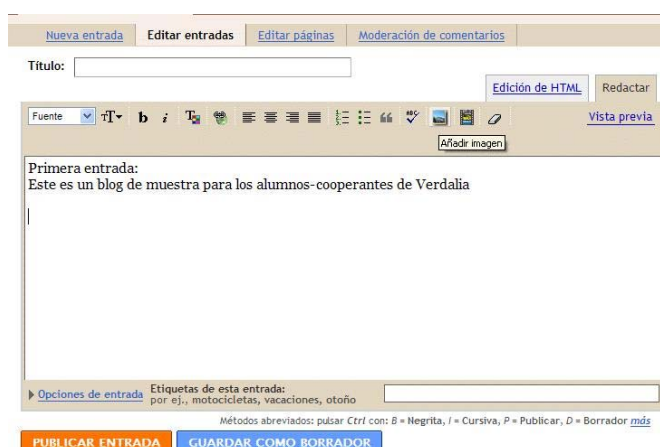 Nueva entrada Editar entradas Editar páginas Moderación de comentarios
Título:
Edición de HTML Redactar
Fuente b i ABC Vista previa
Añadir imagen
Primera entrada:
Este es un blog de muestra para los alumnos-cooperantes de Verdalia
Opciones de entrada Etiquetas de esta entrada:
por ej., motocicletas, vacaciones, otoño
Métodos abreviados: pulsar Ctrl con: B = Negrita, I = Cursiva, P = Publicar, D = Borrador más
PUBLICAR ENTRADA GUARDAR COMO BORRADOR